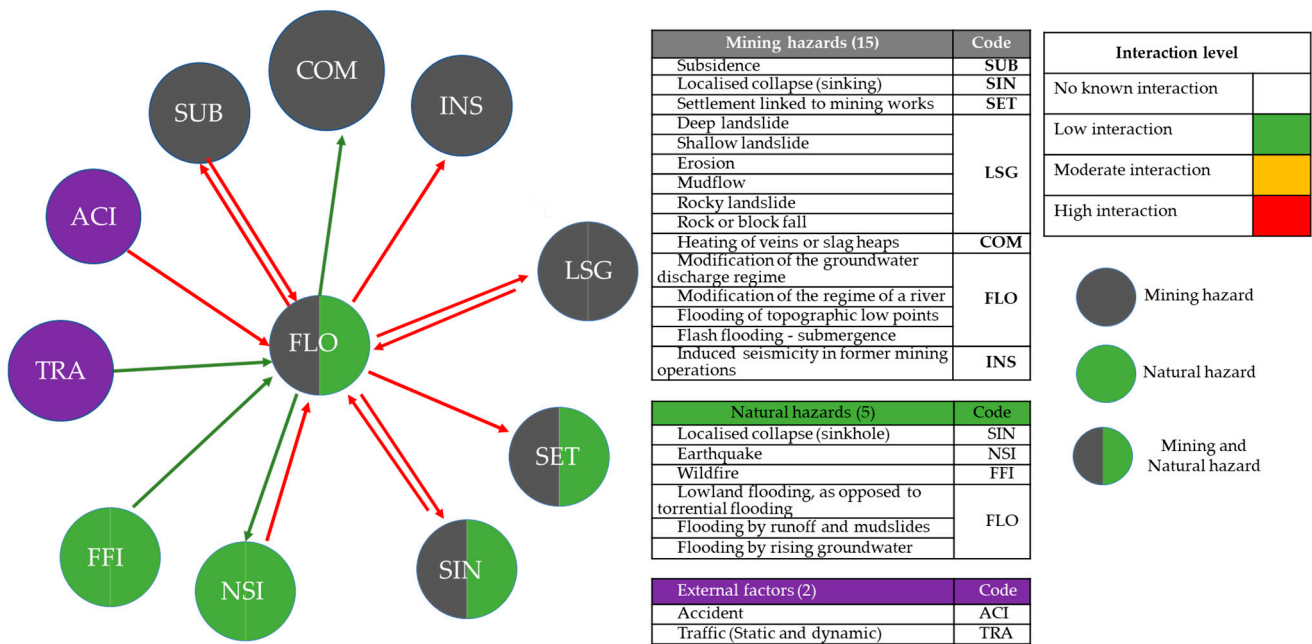 COM
SUB
INS
ACI
LSG
FLO
TRA
SET
FFI
NSI
SIN
Mining hazards (15) Code
Subsidence SUB
Localised collapse (sinking) SIN
Settlement linked to mining works SET
Deep landslide
Shallow landslide
Erosion
Mudflow
Rocky landslide
Rock or block fall
LSG
Heating of veins or slag heaps COM
Modification of the groundwater
discharge regime
Modification of the regime of a river
Flooding of topographic low points
Flash flooding - submergence
FLO
Induced seismicity in former mining
operations
INS
Natural hazards (5) Code
Localised collapse (sinkhole) SIN
Earthquake NSI
Wildfire FFI
Lowland flooding, as opposed to
torrential flooding
Flooding by runoff and mudslides
Flooding by rising groundwater
FLO
External factors (2) Code
Accident ACI
Traffic (Static and dynamic) TRA
Interaction level
No known interaction
Low interaction
Moderate interaction
High interaction
Mining hazard
Natural hazard
Mining and
Natural hazard